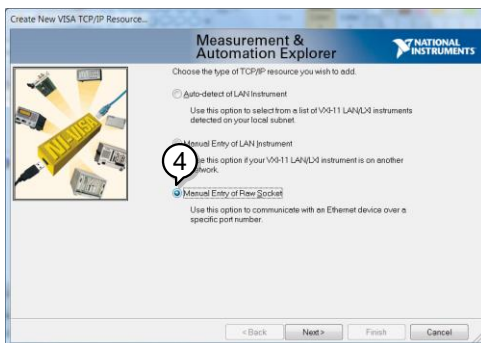 Create New VISA TCP/IP Resource...
Measurement &
Automation Explorer
NATIONAL
INSTRUMENTS
Choose the type of TCP/IP resource you wish to add.
Auto-detect of LAN Instrument
Use this option to select from a list of VXI-11 LAN/LXI instruments
detected on your local subnet.
Manual Entry of LAN Instrument
this option if your VXI-11 LAN/LXI instrument is on another
4
Manual Entry of Raw Socket
Use this option to communicate with an Ethernet device over a
specific port number.
NI-VISA
< Back
Next >
Finish
Cancel